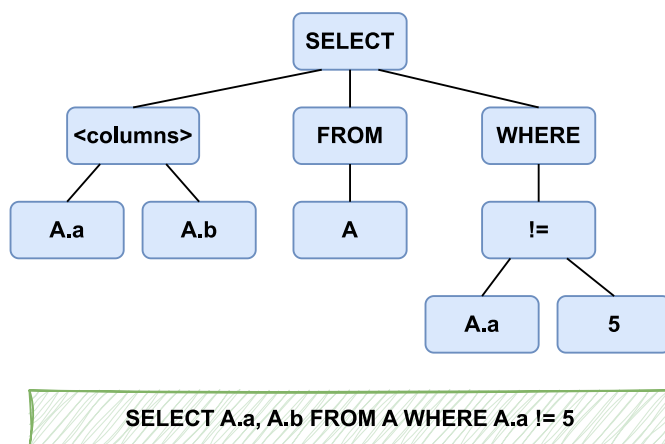 SELECT
<columns>
FROM
WHERE
A.a
A.b
A
!=
A.a
5
SELECT A.a, A.b FROM A WHERE A.a != 5